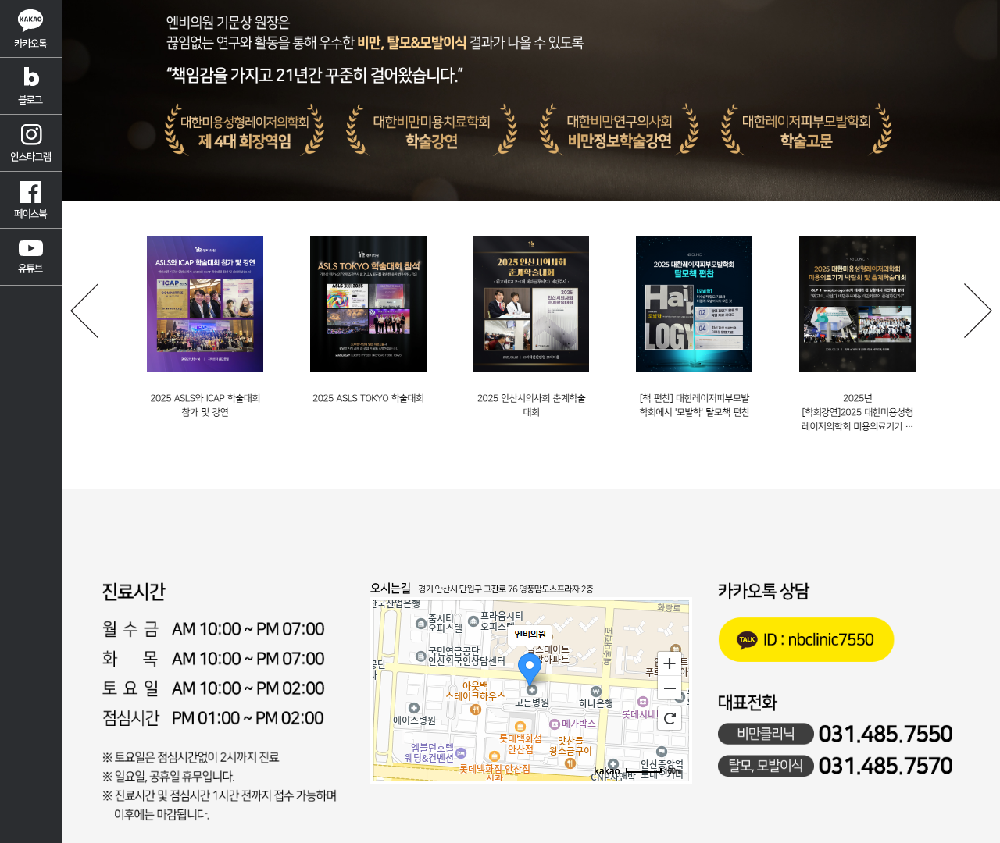 KAKAO
카카오톡
블로그
인스타그램
페이스북
유튜브
엔비의원 기문상 원장은
끊임없는 연구와 활동을 통해 우수한 비만, 탈모&모발이식 결과가 나올 수 있도록
“책임감을 가지고 21년간 꾸준히 걸어왔습니다.”
대한미용성형레이저의학회
제 4대 회장역임
대한비만미용치료학회
학술강연
대한비만연구의사회
비만정보학술강연
대한레이저피부모발학회
학술고문
엔비의원
ASLS와 ICAP 학술대회 참가 및 강연
엔비의원
ASLS TOKYO 학술대회 참석
2025 안산시의사회
춘계학술대회
NB CLINIC
2025 대한레이저피부모발학회
탈모책 편찬
NB CLINIC
2025 대한미용성형레이저의학회
미용의료기기 박람회 및 춘계학술대회
2025 ASLS와 ICAP 학술대회
참가 및 강연
2025 ASLS TOKYO 학술대회
2025 안산시의사회 춘계학술
대회
[책 편찬] 대한레이저피부모발
학회에서 '모발학' 탈모책 편찬
2025년
[학회강연]2025 대한미용성형
레이저의학회 미용의료기기 …
진료시간
월 수 금 AM 10:00 ~ PM 07:00
화 목 AM 10:00 ~ PM 07:00
토 요 일 AM 10:00 ~ PM 02:00
점심시간 PM 01:00 ~ PM 02:00
※ 토요일은 점심시간없이 2시까지 진료
※ 일요일, 공휴일 휴무입니다.
※ 진료시간 및 점심시간 1시간 전까지 접수 가능하며
이후에는 마감됩니다.
오시는길 경기 안산시 단원구 고잔로 76 영풍맘모스프라자 2층
한국산업은행
줌시티
오피스텔
프라움시티
오피스텔
화랑로
엔비의원
국민연금공단
안산외국인상담센터
예술대학로
아웃백
스테이크하우스
고든병원
하나은행
에이스병원
메가박스
롯데백화점
안산점
맛찬들
왕소금구이
엠블던호텔
웨딩&컨벤션
롯데백화점 안산점
신관
안산중앙역
로데오거리
kakao
카카오톡 상담
TALK ID : nbclinic7550
대표전화
비만클리닉 031.485.7550
탈모, 모발이식 031.485.7570